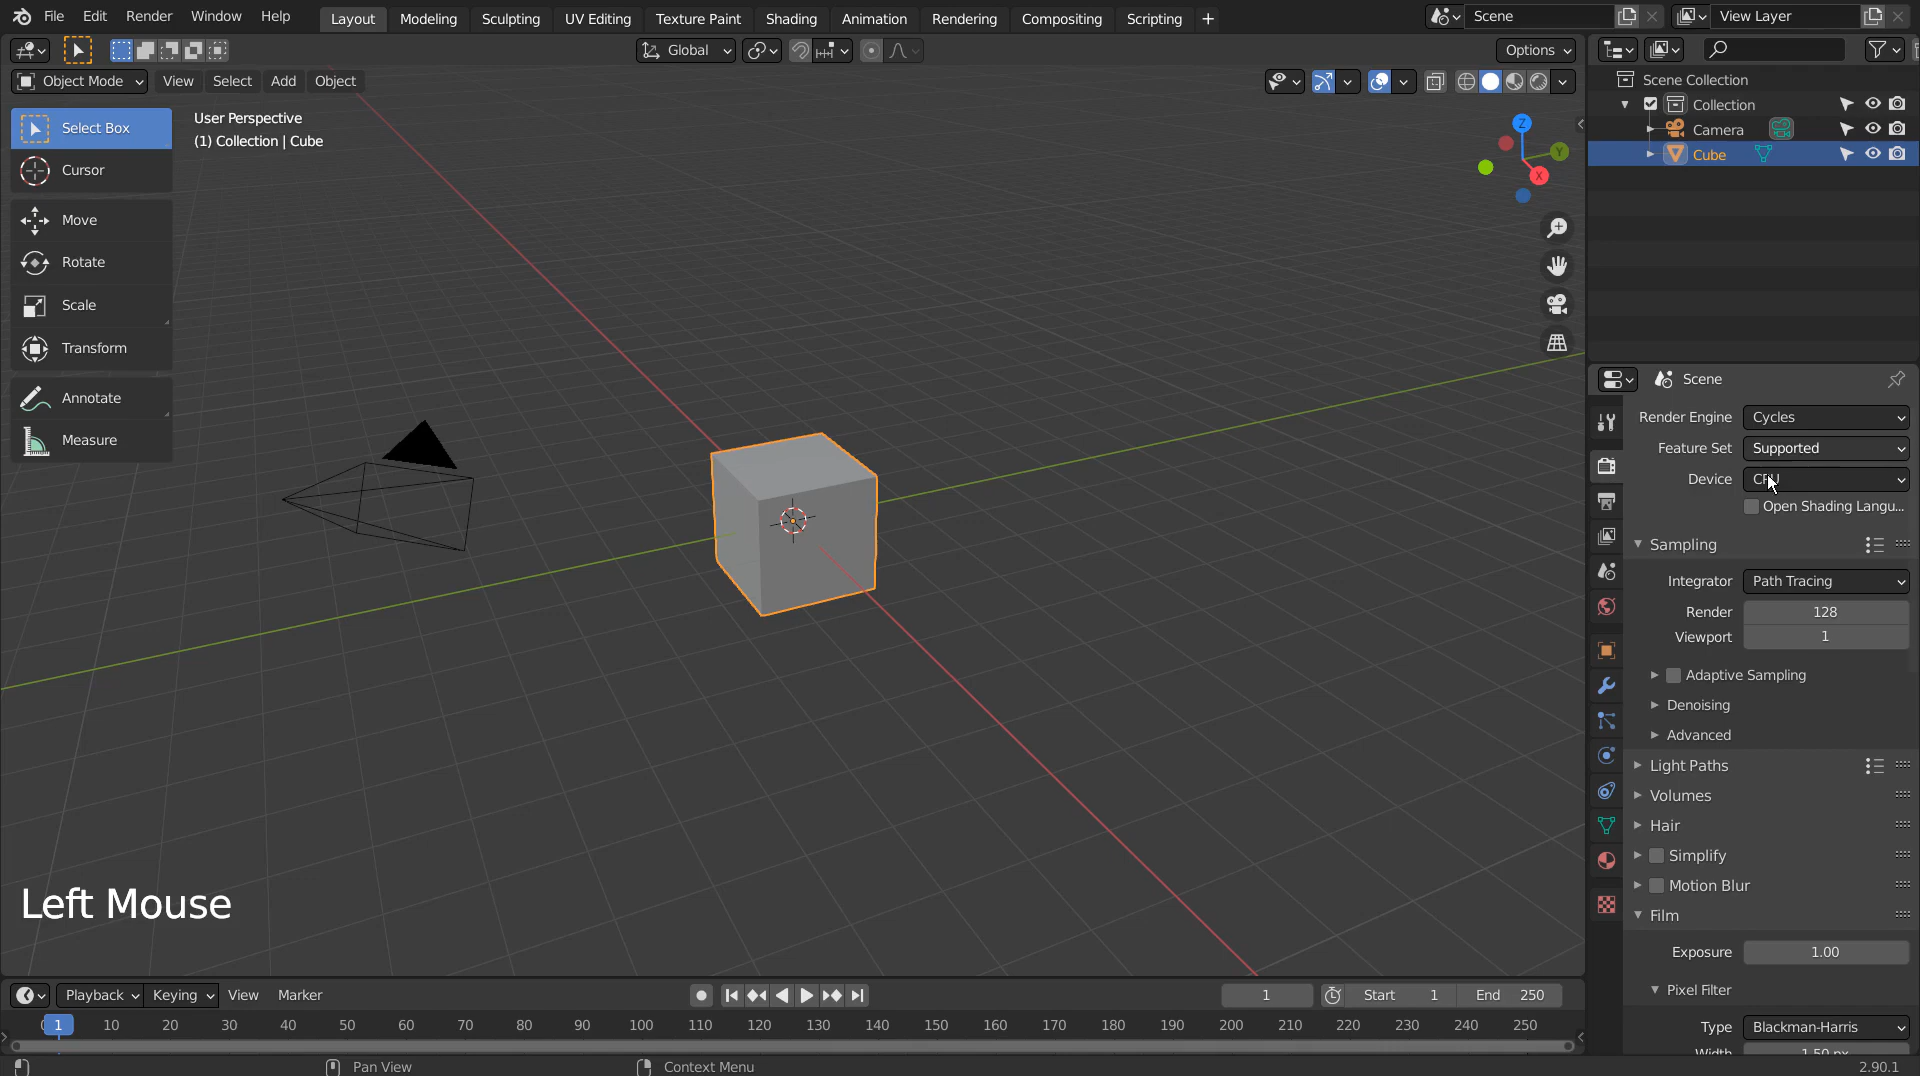 File Edit Render Window Help Layout Modeling Sculpting UV Editing Texture Paint Shading Animation Rendering Compositing Scripting + Scene View Layer
Global Options
Object Mode View Select Add Object
Scene Collection
Collection
Camera
Cube
Select Box
Cursor
Move
Rotate
Scale
Transform
Annotate
Measure
User Perspective
(1) Collection | Cube
Z
Y
X
Left Mouse
Scene
Render Engine Cycles
Feature Set Supported
Device
Open Shading Langu...
Sampling
Integrator Path Tracing
Render 128
Viewport 1
Adaptive Sampling
Denoising
Advanced
Light Paths
Volumes
Hair
Simplify
Motion Blur
Film
Exposure 1.00
Pixel Filter
Type Blackman-Harris
Width 1.50 px
Playback Keying View Marker 1 Start 1 End 250
1 10 20 30 40 50 60 70 80 90 100 110 120 130 140 150 160 170 180 190 200 210 220 230 240 250
Pan View Context Menu 2.90.1